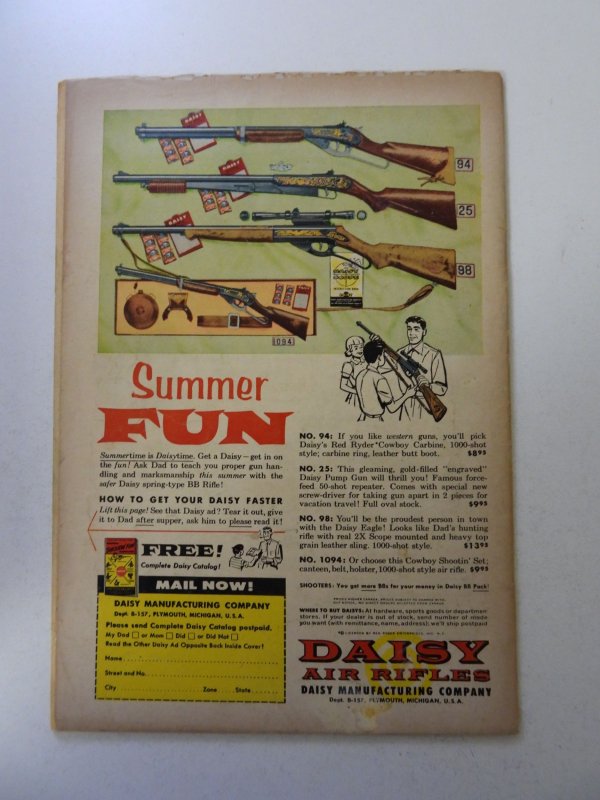 DAISY
94
DAISY
25
DAISY
98
1094
Summer
FUN
Summertime is Daisytime. Get a Daisy—get in on
the fun! Ask Dad to teach you proper gun han-
dling and marksmanship this summer with the
safer Daisy spring-type BB Rifle!
HOW TO GET YOUR DAISY FASTER
Lift this page! See that Daisy ad? Tear it out, give
it to Dad after supper, ask him to please read it!
FREE!
Complete Daisy Catalog!
MAIL NOW!
DAISY MANUFACTURING COMPANY
Dept. B-157, PLYMOUTH, MICHIGAN, U.S.A.
Please send Complete Daisy Catalog postpaid.
My Dad □ or Mom □ Did □ or Did Not □
Read the Other Daisy Ad Opposite Back Inside Cover!
Name
Street and No.
City Zone State
NO. 94: If you like western guns, you'll pick
Daisy's Red Ryder* Cowboy Carbine, 1000-shot
style; carbine ring, leather butt boot. $8.95
NO. 25: This gleaming, gold-filled "engraved"
Daisy Pump Gun will thrill you! Famous force-
feed 50-shot repeater. Comes with special new
screw-driver for taking gun apart in 2 pieces for
vacation travel! Full oval stock. $9.95
NO. 98: You'll be the proudest person in town
with the Daisy Eagle! Looks like Dad's hunting
rifle with real 2X Scope mounted and heavy top
grain leather sling. 1000-shot style. $13.95
NO. 1094: Or choose this Cowboy Shootin' Set;
canteen, belt, holster, 1000-shot style air rifle. $9.95
SHOOTERS: You get more BBs for your money in Daisy BB Pack!
WHERE TO BUY DAISYS: At hardware, sports goods or departmen
stores. If your dealer is out of stock, send number of mode
you want (with remittance, name, address); we'll ship postpaid
DAISY
AIR RIFLES
DAISY MANUFACTURING COMPANY
Dept. B-157, PLYMOUTH, MICHIGAN, U.S.A.